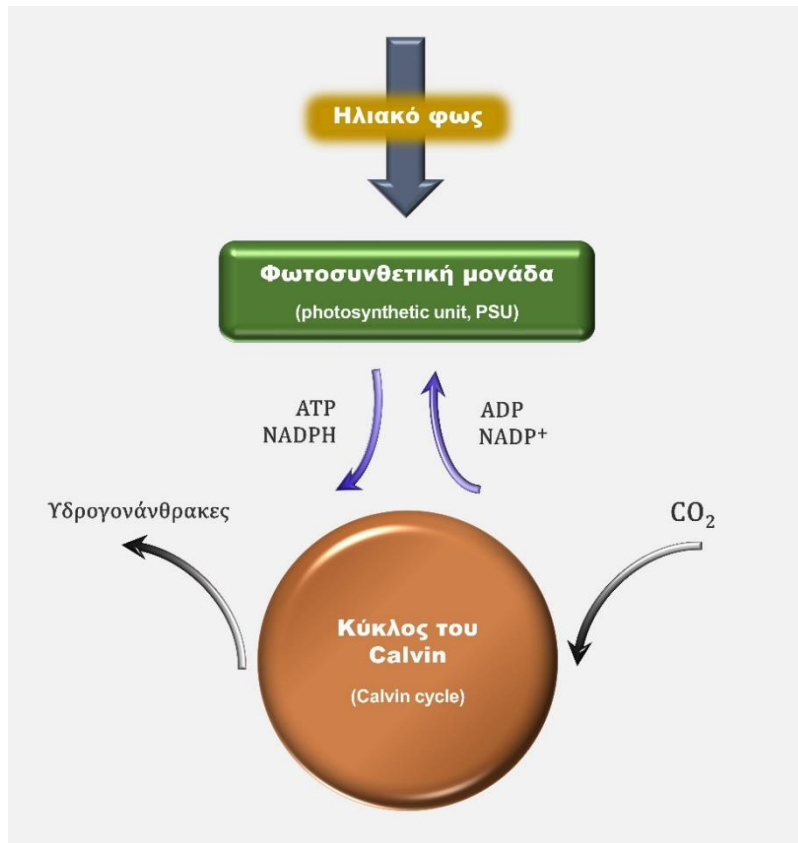 Ηλιακό φως
Φωτοσυνθετική μονάδα
(photosynthetic unit, PSU)
ATP
NADPH
ADP
NADP⁺
Υδρογονάνθρακες
CO₂
Κύκλος του
Calvin
(Calvin cycle)